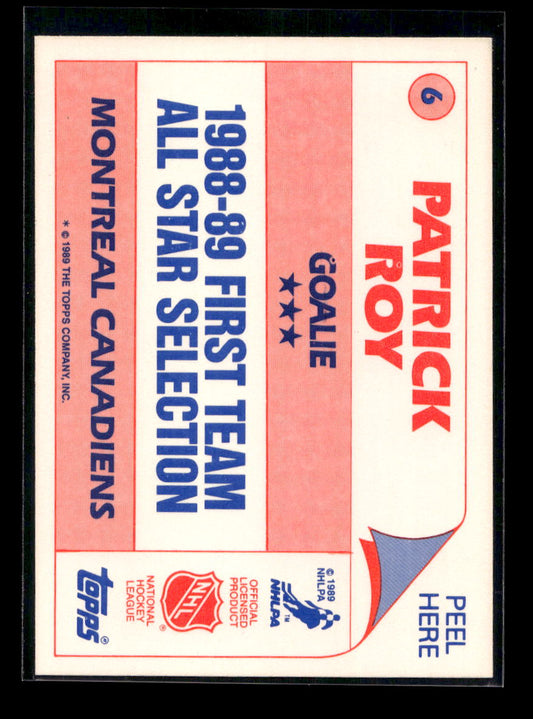 6
PATRICK
ROY
PEEL
HERE
GOALIE
★★★
1988-89 FIRST TEAM
ALL STAR SELECTION
MONTREAL CANADIENS
* © 1989 THE TOPPS COMPANY, INC.
© 1989
NHLPA
NHLPA™
OFFICIAL
LICENSED
PRODUCT
NHL®
NATIONAL
HOCKEY
LEAGUE
topps®